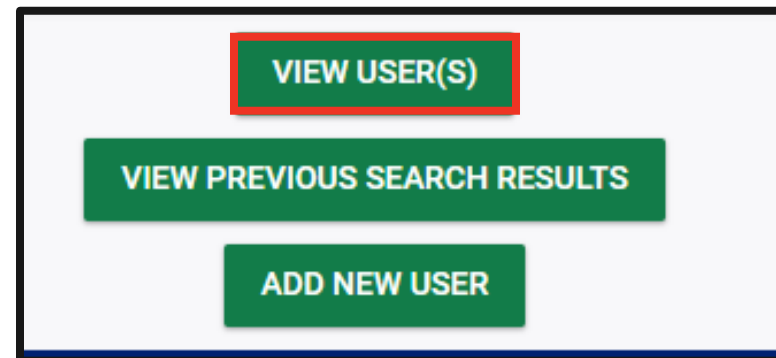 VIEW USER(S)
VIEW PREVIOUS SEARCH RESULTS
ADD NEW USER